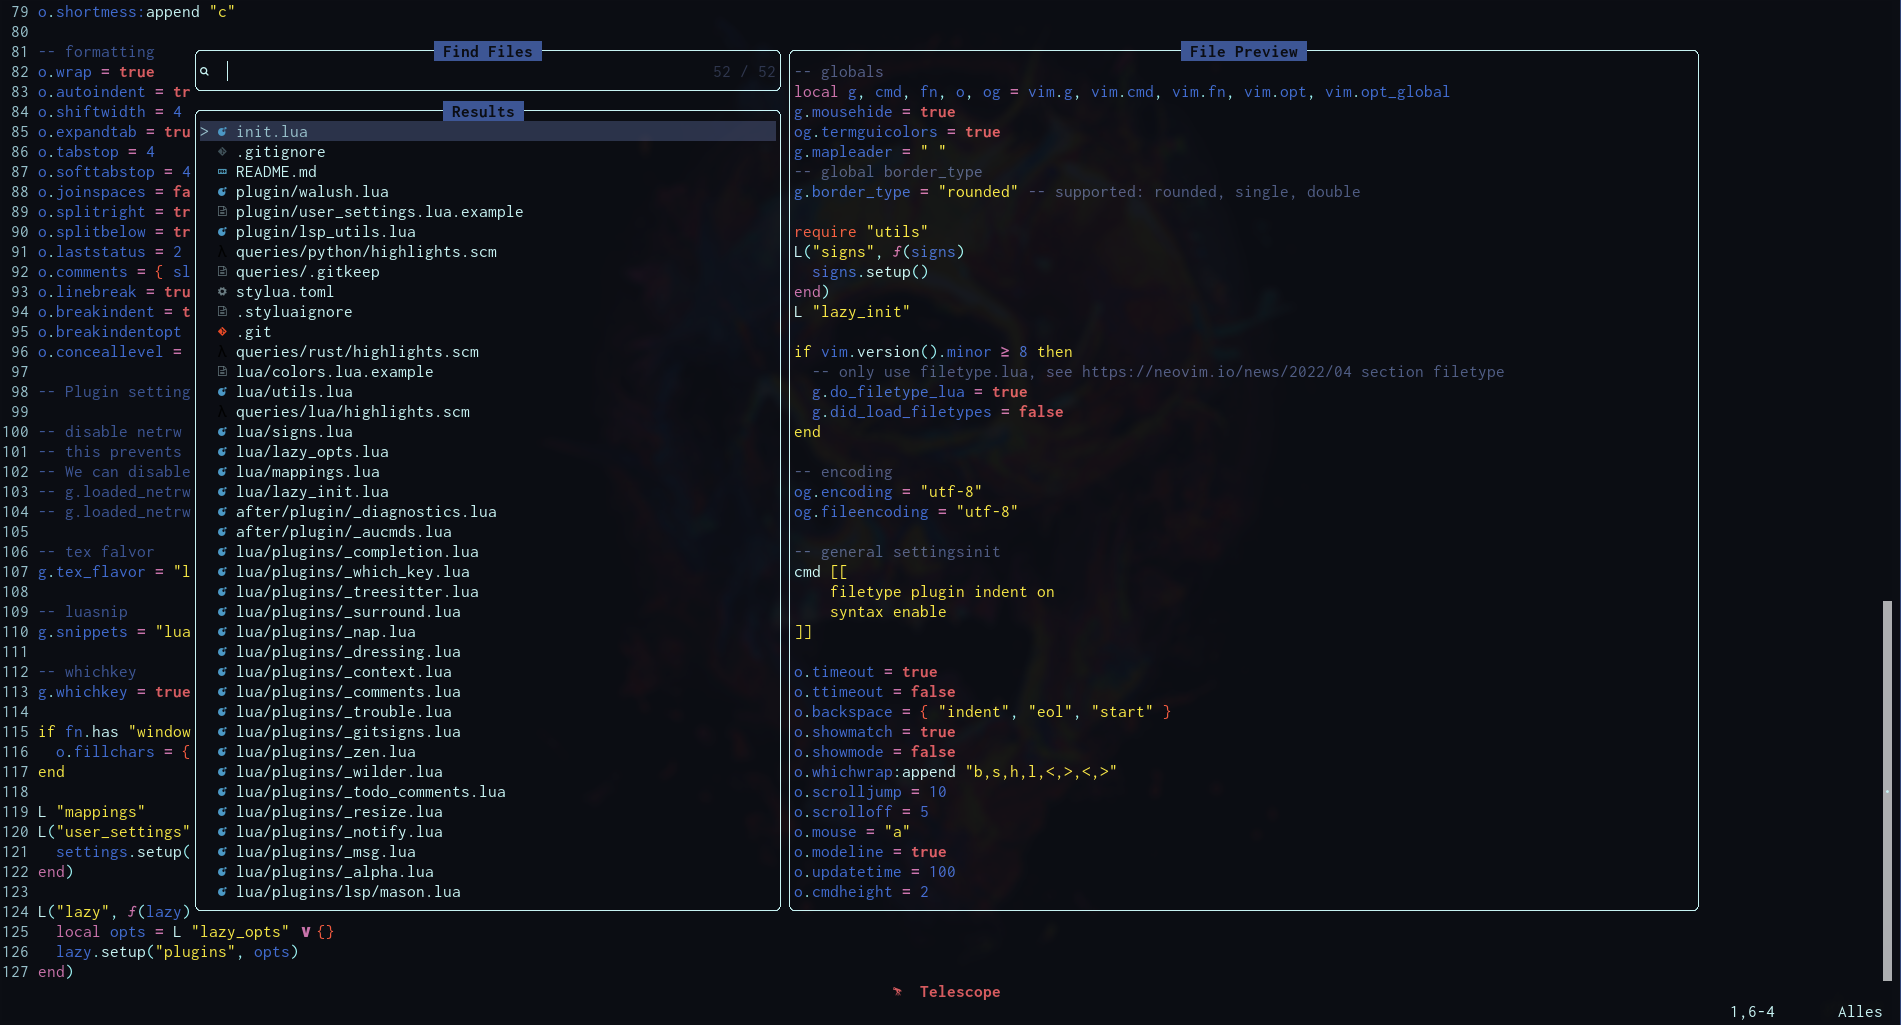 79 o.shortmess:append "c"
80
81 -- formatting
82 o.wrap = true
83 o.autoindent = tr
84 o.shiftwidth = 4
85 o.expandtab = tru
86 o.tabstop = 4
87 o.softtabstop = 4
88 o.joinspaces = fa
89 o.splitright = tr
90 o.splitbelow = tr
91 o.laststatus = 2
92 o.comments = { sl
93 o.linebreak = tru
94 o.breakindent = t
95 o.breakindentopt
96 o.conceallevel =
97
98 -- Plugin setting
99
100 -- disable netrw
101 -- this prevents
102 -- We can disable
103 -- g.loaded_netrw
104 -- g.loaded_netrw
105
106 -- tex falvor
107 g.tex_flavor = "l
108
109 -- luasnip
110 g.snippets = "lua
111
112 -- whichkey
113 g.whichkey = true
114
115 if fn.has "window
116   o.fillchars = {
117 end
118
119 L "mappings"
120 L("user_settings"
121   settings.setup(
122 end)
123
124 L("lazy", ƒ(lazy)
125   local opts = L "lazy_opts" ∨ {}
126   lazy.setup("plugins", opts)
127 end)
Find Files
52 / 52
Results
> init.lua
.gitignore
README.md
plugin/walush.lua
plugin/user_settings.lua.example
plugin/lsp_utils.lua
queries/python/highlights.scm
queries/.gitkeep
stylua.toml
.styluaignore
.git
queries/rust/highlights.scm
lua/colors.lua.example
lua/utils.lua
queries/lua/highlights.scm
lua/signs.lua
lua/lazy_opts.lua
lua/mappings.lua
lua/lazy_init.lua
after/plugin/_diagnostics.lua
after/plugin/_aucmds.lua
lua/plugins/_completion.lua
lua/plugins/_which_key.lua
lua/plugins/_treesitter.lua
lua/plugins/_surround.lua
lua/plugins/_nap.lua
lua/plugins/_dressing.lua
lua/plugins/_context.lua
lua/plugins/_comments.lua
lua/plugins/_trouble.lua
lua/plugins/_gitsigns.lua
lua/plugins/_zen.lua
lua/plugins/_wilder.lua
lua/plugins/_todo_comments.lua
lua/plugins/_resize.lua
lua/plugins/_notify.lua
lua/plugins/_msg.lua
lua/plugins/_alpha.lua
lua/plugins/lsp/mason.lua
File Preview
-- globals
local g, cmd, fn, o, og = vim.g, vim.cmd, vim.fn, vim.opt, vim.opt_global
g.mousehide = true
og.termguicolors = true
g.mapleader = " "
-- global border_type
g.border_type = "rounded" -- supported: rounded, single, double

require "utils"
L("signs", ƒ(signs)
  signs.setup()
end)
L "lazy_init"

if vim.version().minor ≥ 8 then
  -- only use filetype.lua, see https://neovim.io/news/2022/04 section filetype
  g.do_filetype_lua = true
  g.did_load_filetypes = false
end

-- encoding
og.encoding = "utf-8"
og.fileencoding = "utf-8"

-- general settingsinit
cmd [[
    filetype plugin indent on
    syntax enable
]]

o.timeout = true
o.ttimeout = false
o.backspace = { "indent", "eol", "start" }
o.showmatch = true
o.showmode = false
o.whichwrap:append "b,s,h,l,<,>,<,>"
o.scrolljump = 10
o.scrolloff = 5
o.mouse = "a"
o.modeline = true
o.updatetime = 100
o.cmdheight = 2
Telescope
1,6-4 Alles